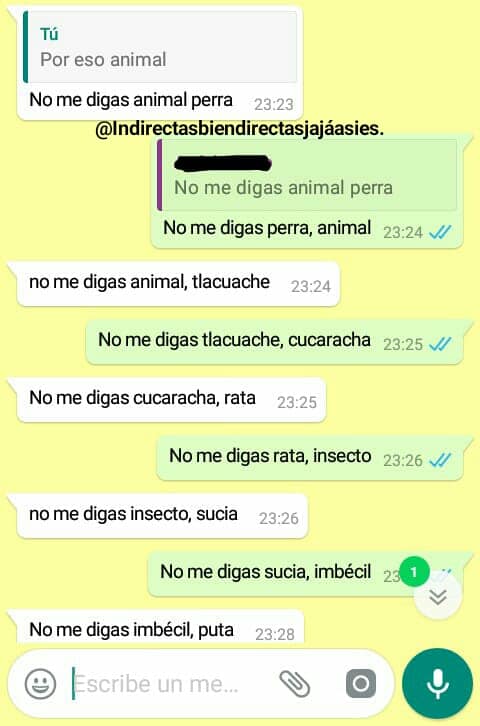 Tú
Por eso animal
No me digas animal perra 23:23
@Indirectasbiendirectasjajáasies.
No me digas animal perra
No me digas perra, animal 23:24
no me digas animal, tlacuache 23:24
No me digas tlacuache, cucaracha 23:25
No me digas cucaracha, rata 23:25
No me digas rata, insecto 23:26
no me digas insecto, sucia 23:26
No me digas sucia, imbécil 23
1
No me digas imbécil, puta 23:28
Escribe un me...